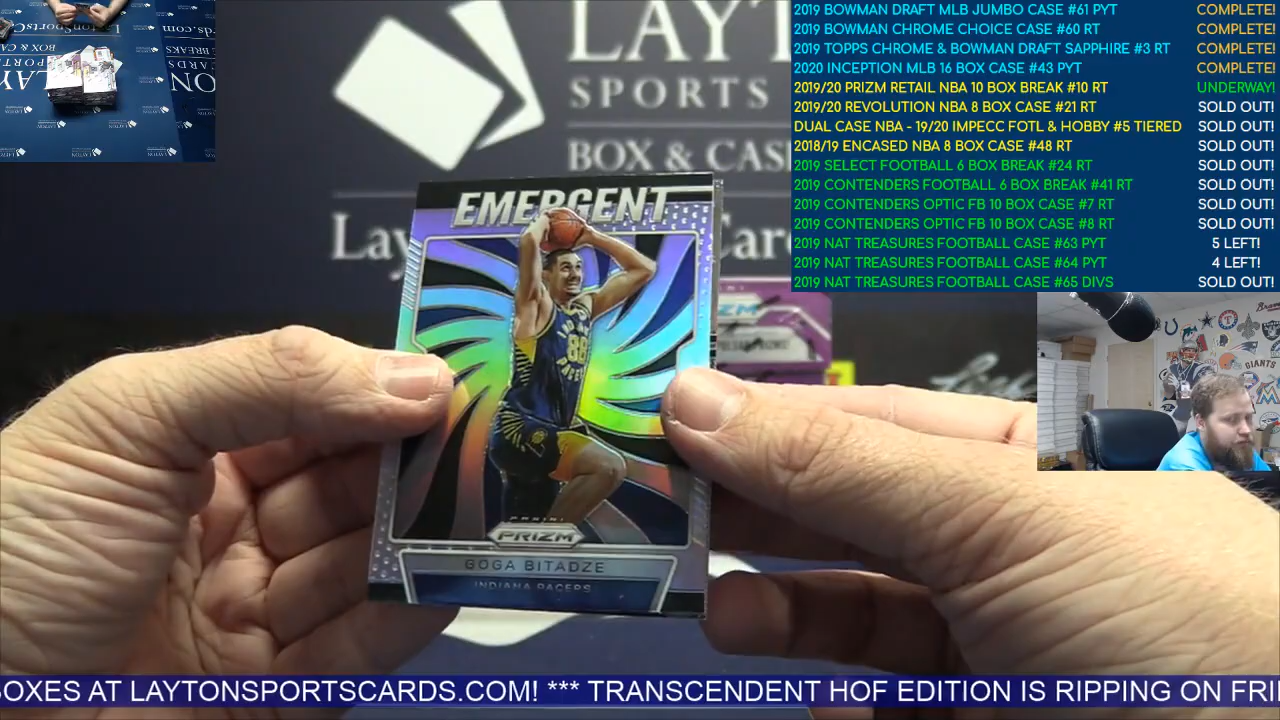 LAYT
SPORTS
BOX & CAS
Lay
Car
EMERGENT
88
PRIZM
GOGA BITADZE
INDIANA PACERS
2019 BOWMAN DRAFT MLB JUMBO CASE #61 PYT COMPLETE!
2019 BOWMAN CHROME CHOICE CASE #60 RT COMPLETE!
2019 TOPPS CHROME & BOWMAN DRAFT SAPPHIRE #3 RT COMPLETE!
2020 INCEPTION MLB 16 BOX CASE #43 PYT COMPLETE!
2019/20 PRIZM RETAIL NBA 10 BOX BREAK #10 RT UNDERWAY!
2019/20 REVOLUTION NBA 8 BOX CASE #21 RT SOLD OUT!
DUAL CASE NBA - 19/20 IMPECC FOTL & HOBBY #5 TIERED SOLD OUT!
2018/19 ENCASED NBA 8 BOX CASE #48 RT SOLD OUT!
2019 SELECT FOOTBALL 6 BOX BREAK #24 RT SOLD OUT!
2019 CONTENDERS FOOTBALL 6 BOX BREAK #41 RT SOLD OUT!
2019 CONTENDERS OPTIC FB 10 BOX CASE #7 RT SOLD OUT!
2019 CONTENDERS OPTIC FB 10 BOX CASE #8 RT SOLD OUT!
2019 NAT TREASURES FOOTBALL CASE #63 PYT 5 LEFT!
2019 NAT TREASURES FOOTBALL CASE #64 PYT 4 LEFT!
2019 NAT TREASURES FOOTBALL CASE #65 DIVS SOLD OUT!
GIANTS
OXES AT LAYTONSPORTSCARDS.COM! *** TRANSCENDENT HOF EDITION IS RIPPING ON FRI